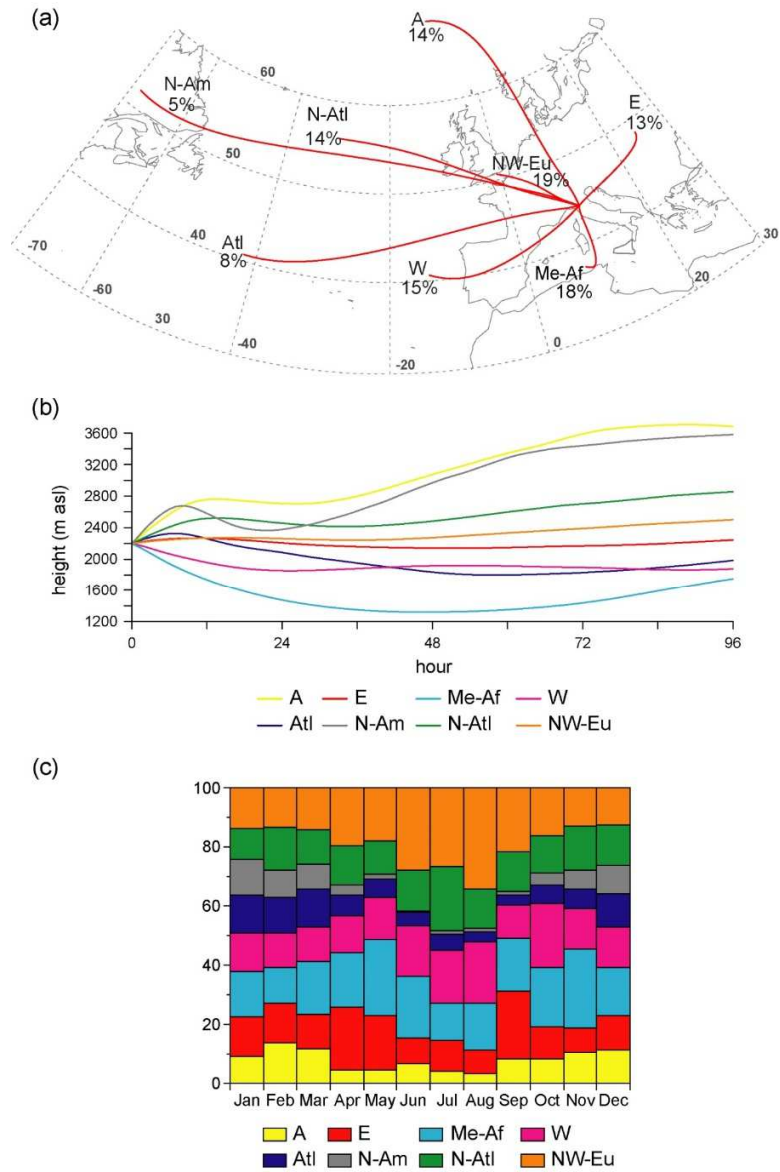 (a)
A
14%
60
N-Am
5%
N-Atl
14%
E
13%
50
NW-Eu
19%
40
Atl
8%
W
15%
Me-Af
18%
30
20
-70
-60
30
-40
-20
0
(b)
height (m asl)
3600
3200
2800
2400
2000
1600
1200
0 24 48 72 96
hour
A E Me-Af W
Atl N-Am N-Atl NW-Eu
(c)
100
80
60
40
20
0
Jan Feb Mar Apr May Jun Jul Aug Sep Oct Nov Dec
A E Me-Af W
Atl N-Am N-Atl NW-Eu